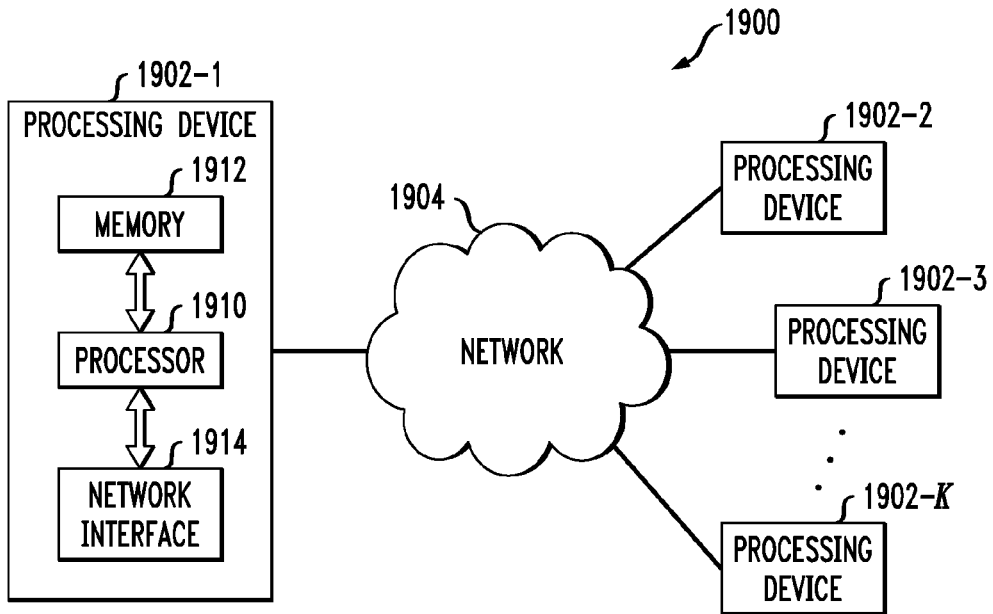 1900
1902-1
PROCESSING DEVICE
1912
MEMORY
1910
PROCESSOR
1914
NETWORK
INTERFACE
1904
NETWORK
1902-2
PROCESSING
DEVICE
1902-3
PROCESSING
DEVICE
1902-K
PROCESSING
DEVICE